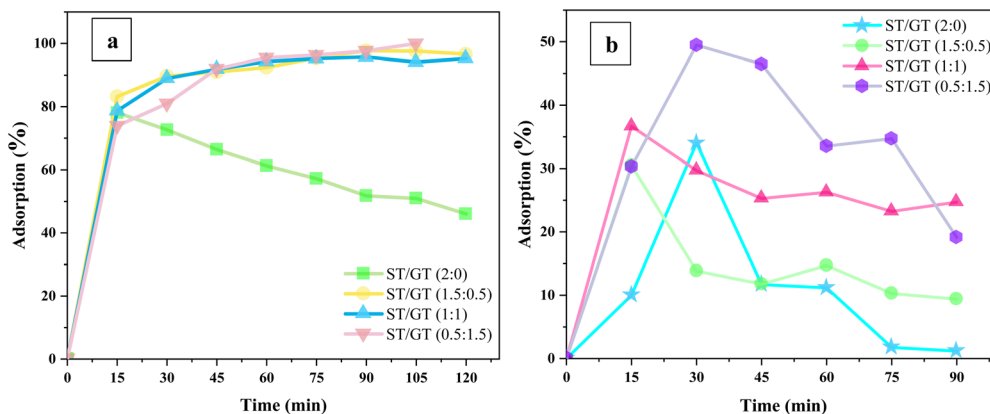 a
Adsorption (%)
100
80
60
40
20
0
ST/GT (2:0)
ST/GT (1.5:0.5)
ST/GT (1:1)
ST/GT (0.5:1.5)
0 15 30 45 60 75 90 105 120
Time (min)
b
Adsorption (%)
50
40
30
20
10
0
ST/GT (2:0)
ST/GT (1.5:0.5)
ST/GT (1:1)
ST/GT (0.5:1.5)
0 15 30 45 60 75 90
Time (min)